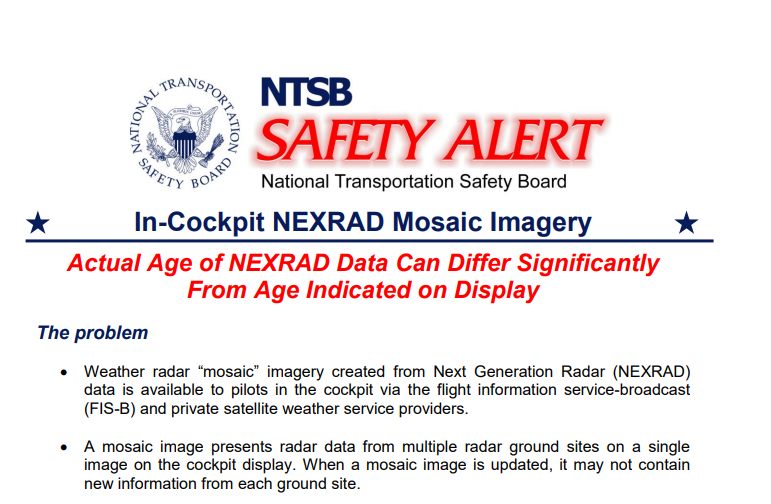 NATIONAL TRANSPORTATION
SAFETY BOARD
NTSB
SAFETY ALERT
National Transportation Safety Board
★ In-Cockpit NEXRAD Mosaic Imagery ★
Actual Age of NEXRAD Data Can Differ Significantly
From Age Indicated on Display
The problem
• Weather radar “mosaic” imagery created from Next Generation Radar (NEXRAD)
data is available to pilots in the cockpit via the flight information service-broadcast
(FIS-B) and private satellite weather service providers.
• A mosaic image presents radar data from multiple radar ground sites on a single
image on the cockpit display. When a mosaic image is updated, it may not contain
new information from each ground site.